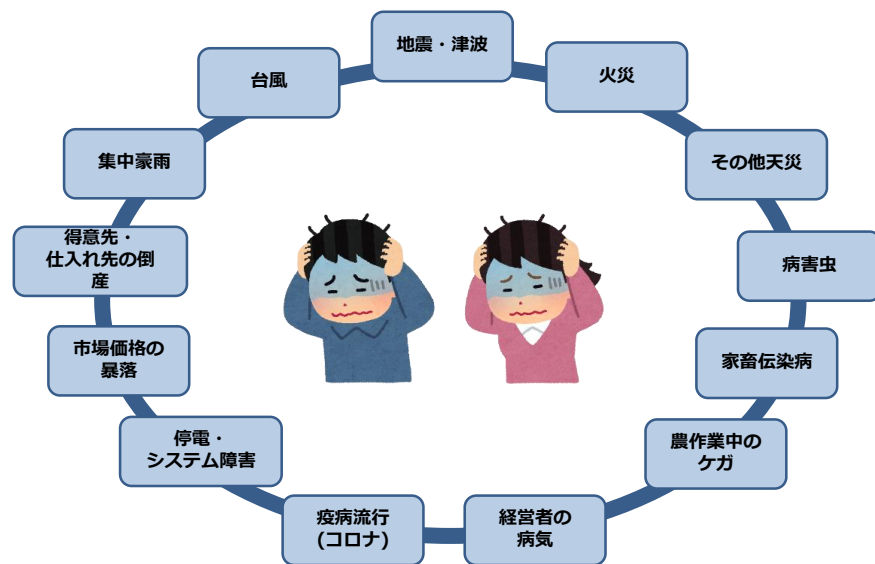 地震・津波
火災
その他天災
病害虫
家畜伝染病
農作業中の
ケガ
経営者の
病気
疫病流行
(コロナ)
停電・
システム障害
市場価格の
暴落
得意先・
仕入れ先の倒
産
集中豪雨
台風